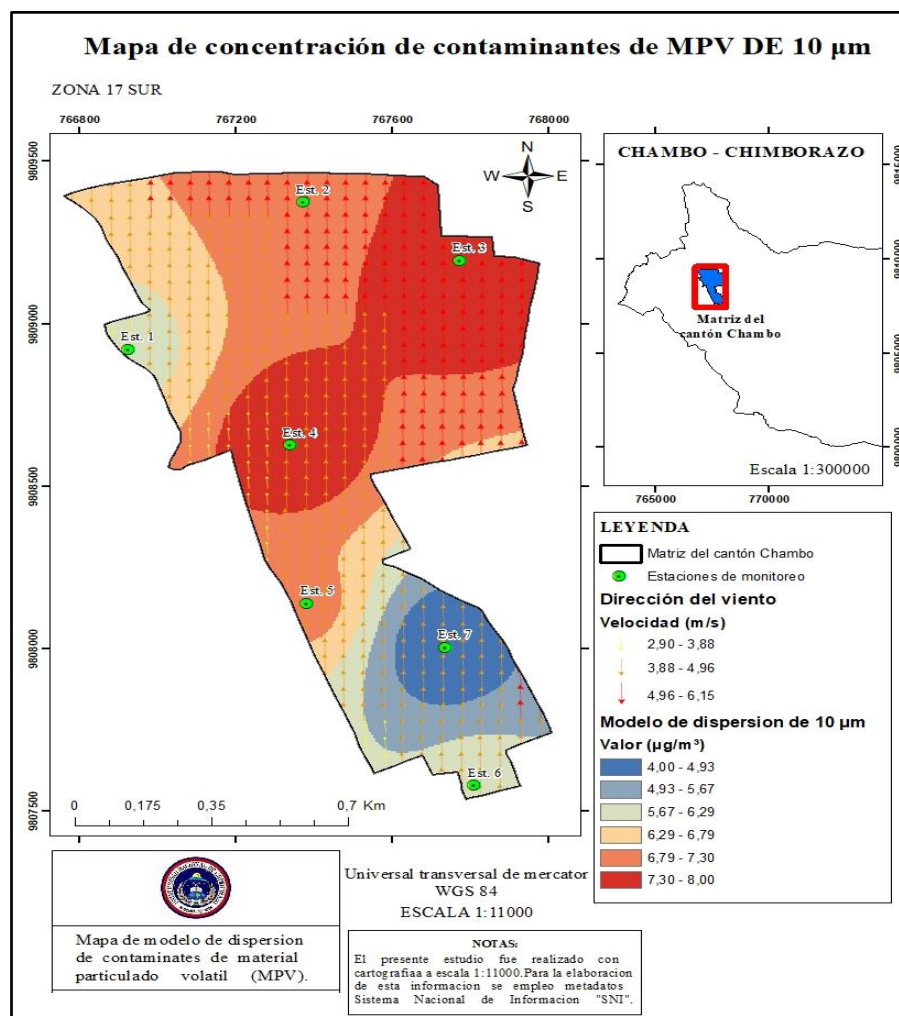 Mapa de concentración de contaminantes de MPV DE 10 µm
ZONA 17 SUR
766800
767200
767600
768000
9809500
9809000
9808500
9808000
9807500
N
W
E
S
Est. 1
Est. 2
Est. 3
Est. 4
Est. 5
Est. 6
Est. 7
0
0,175
0,35
0,7 Km
CHAMBO - CHIMBORAZO
Matriz del
cantón Chambo
Escala 1:300000
765000
770000
9815000
9810000
9805000
9800000
LEYENDA
Matriz del cantón Chambo
Estaciones de monitoreo
Dirección del viento
Velocidad (m/s)
2,90 - 3,88
3,88 - 4,96
4,96 - 6,15
Modelo de dispersion de 10 µm
Valor (µg/m³)
4,00 - 4,93
4,93 - 5,67
5,67 - 6,29
6,29 - 6,79
6,79 - 7,30
7,30 - 8,00
Mapa de modelo de dispersion
de contaminates de material
particulado volatil (MPV).
Universal transversal de mercator
WGS 84
ESCALA 1:11000
NOTAS:
El presente estudio fue realizado con
cartografiaa a escala 1:11000.Para la elaboracion
de esta informacion se empleo metadatos
Sistema Nacional de Informacion "SNI".